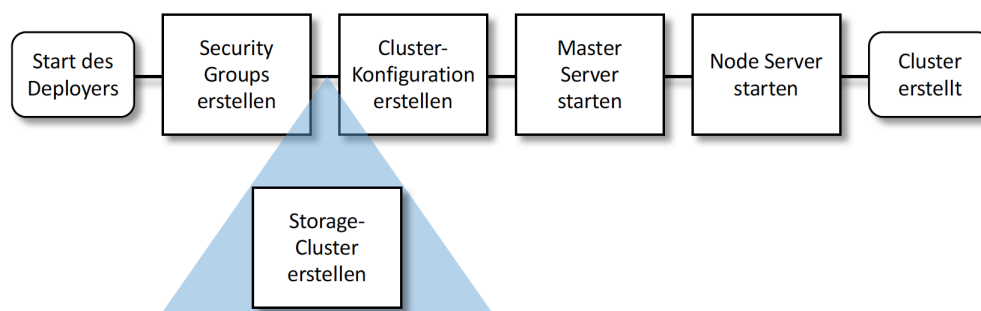 Start des
Deployers
Security
Groups
erstellen
Cluster-
Konfiguration
erstellen
Master
Server
starten
Node Server
starten
Cluster
erstellt
Storage-
Cluster
erstellen